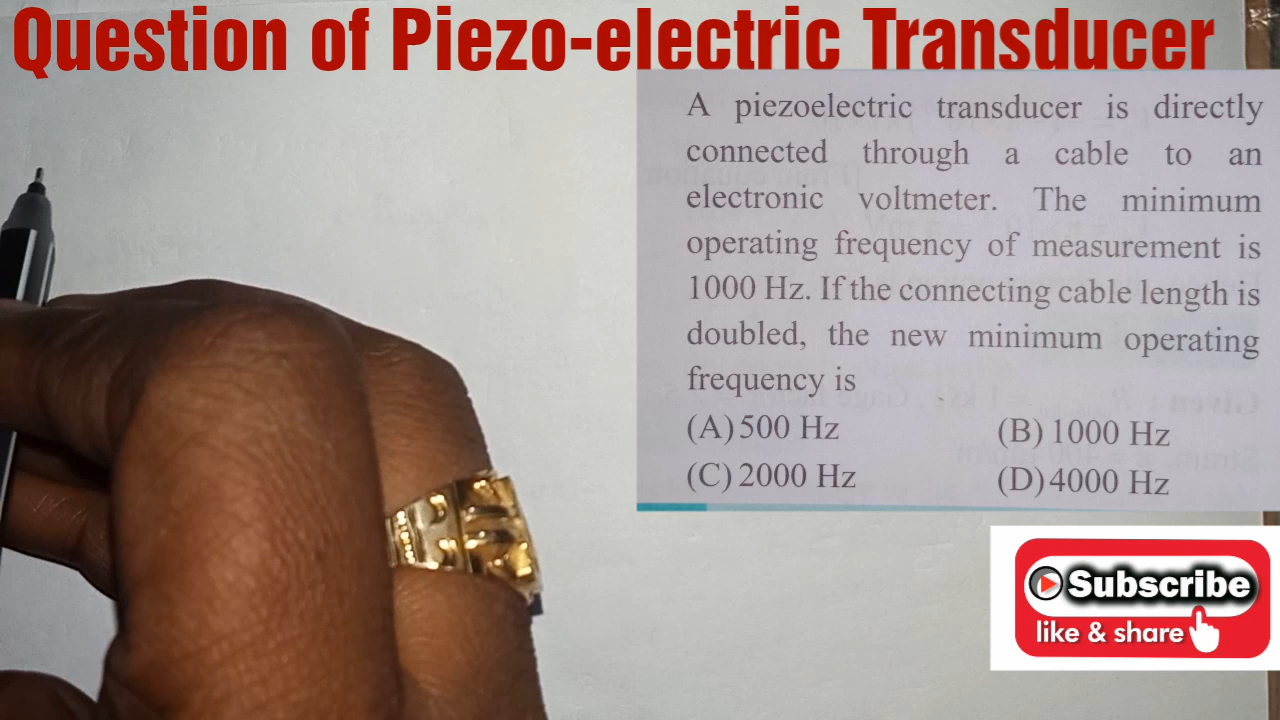 Question of Piezo-electric Transducer
A piezoelectric transducer is directly
connected through a cable to an
electronic voltmeter. The minimum
operating frequency of measurement is
1000 Hz. If the connecting cable length is
doubled, the new minimum operating
frequency is
(A) 500 Hz (B) 1000 Hz
(C) 2000 Hz (D) 4000 Hz
Subscribe
like & share